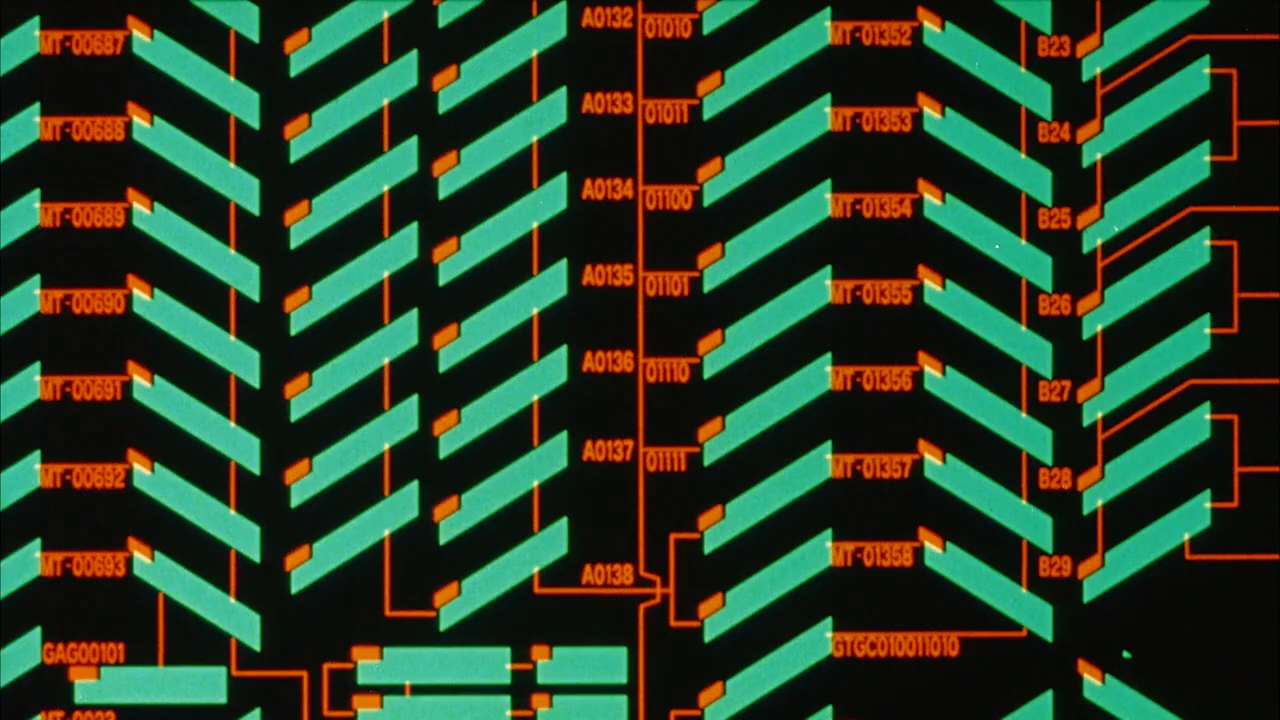 MT-00687
MT-00688
MT-00689
MT-00690
MT-00691
MT-00692
MT-00693
GAG00101
A0132
A0133
A0134
A0135
A0136
A0137
A0138
01010
01011
01100
01101
01110
01111
MT-01352
MT-01353
MT-01354
MT-01355
MT-01356
MT-01357
MT-01358
GTGC010011010
B23
B24
B25
B26
B27
B28
B29